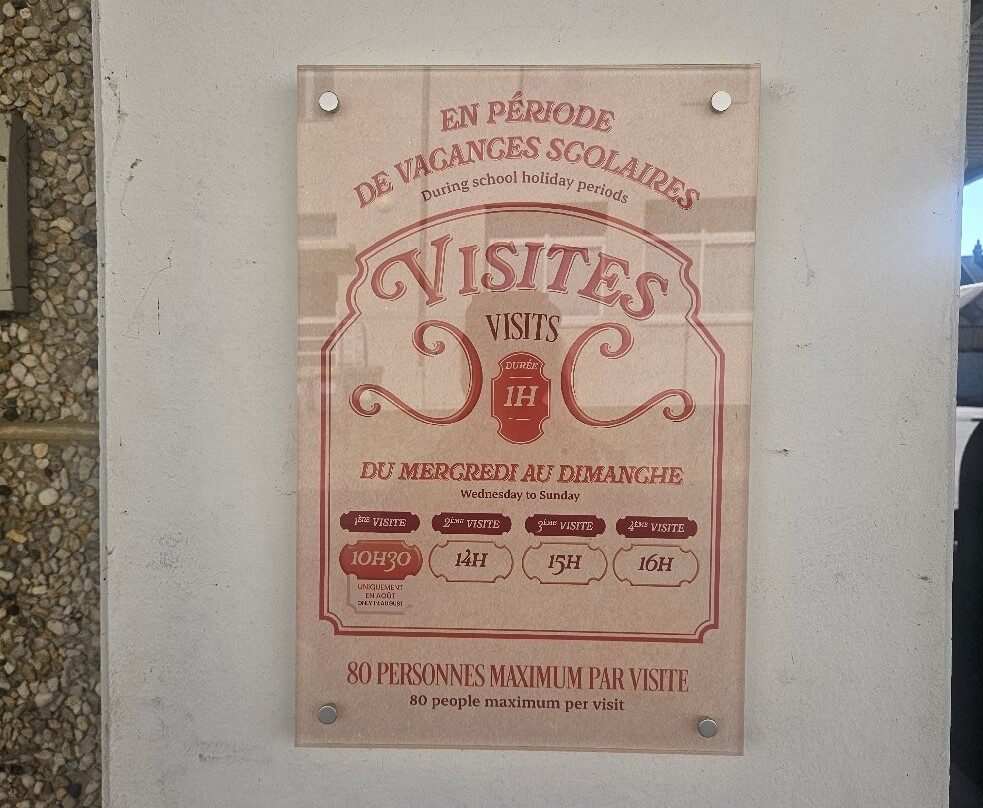 EN PÉRIODE
DE VACANCES SCOLAIRES
During school holiday periods
VISITES
VISITS
DURÉE
1H
DU MERCREDI AU DIMANCHE
Wednesday to Sunday
1ÈRE VISITE 2ÈME VISITE 3ÈME VISITE 4ÈME VISITE
10H30 14H 15H 16H
UNIQUEMENT
EN AOÛT
ONLY IN AUGUST
80 PERSONNES MAXIMUM PAR VISITE
80 people maximum per visit